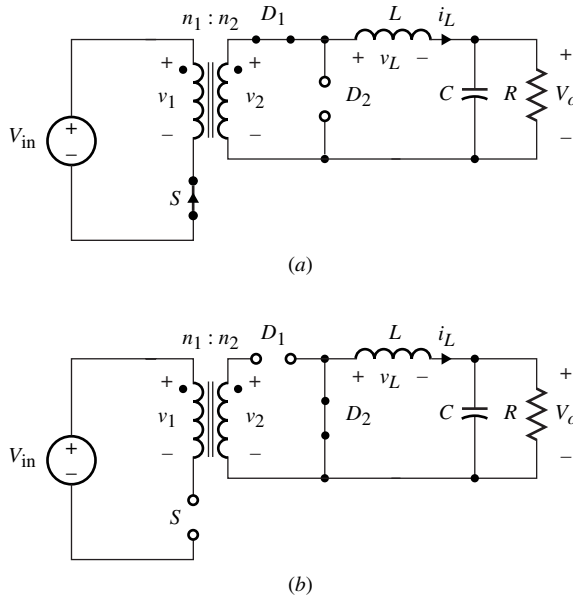 n1 : n2 D1 L iL
+ + + vL − +
Vin + − v1 v2 D2 C R Vo
− − −
S
(a)
n1 : n2 D1 L iL
+ + + vL − +
Vin + − v1 v2 D2 C R Vo
− − −
S
(b)